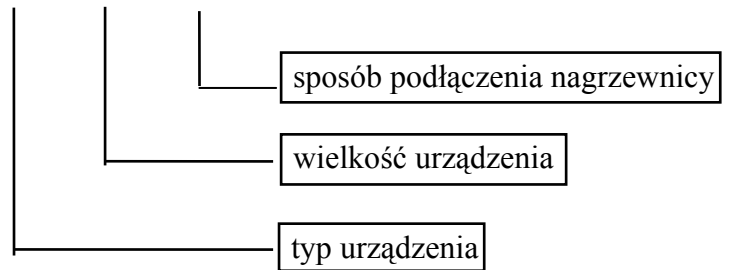 sposób podłączenia nagrzewnicy
wielkość urządzenia
typ urządzenia